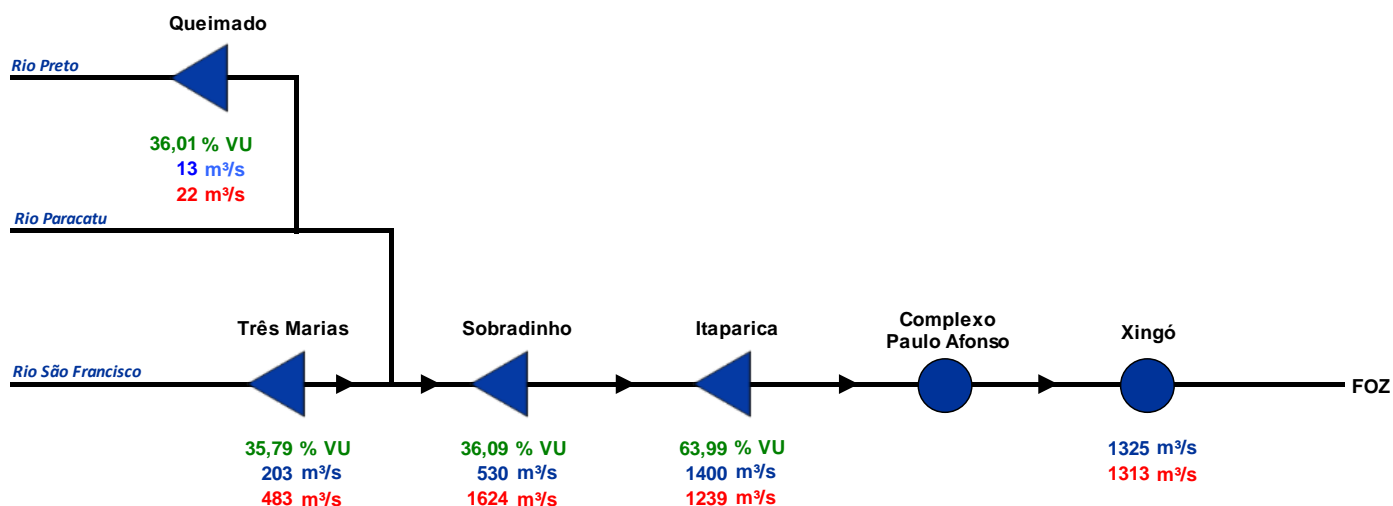 Queimado
Rio Preto
36,01 % VU
13 m³/s
22 m³/s
Rio Paracatu
Três Marias
Sobradinho
Itaparica
Complexo
Paulo Afonso
Xingó
Rio São Francisco
FOZ
35,79 % VU
203 m³/s
483 m³/s
36,09 % VU
530 m³/s
1624 m³/s
63,99 % VU
1400 m³/s
1239 m³/s
1325 m³/s
1313 m³/s